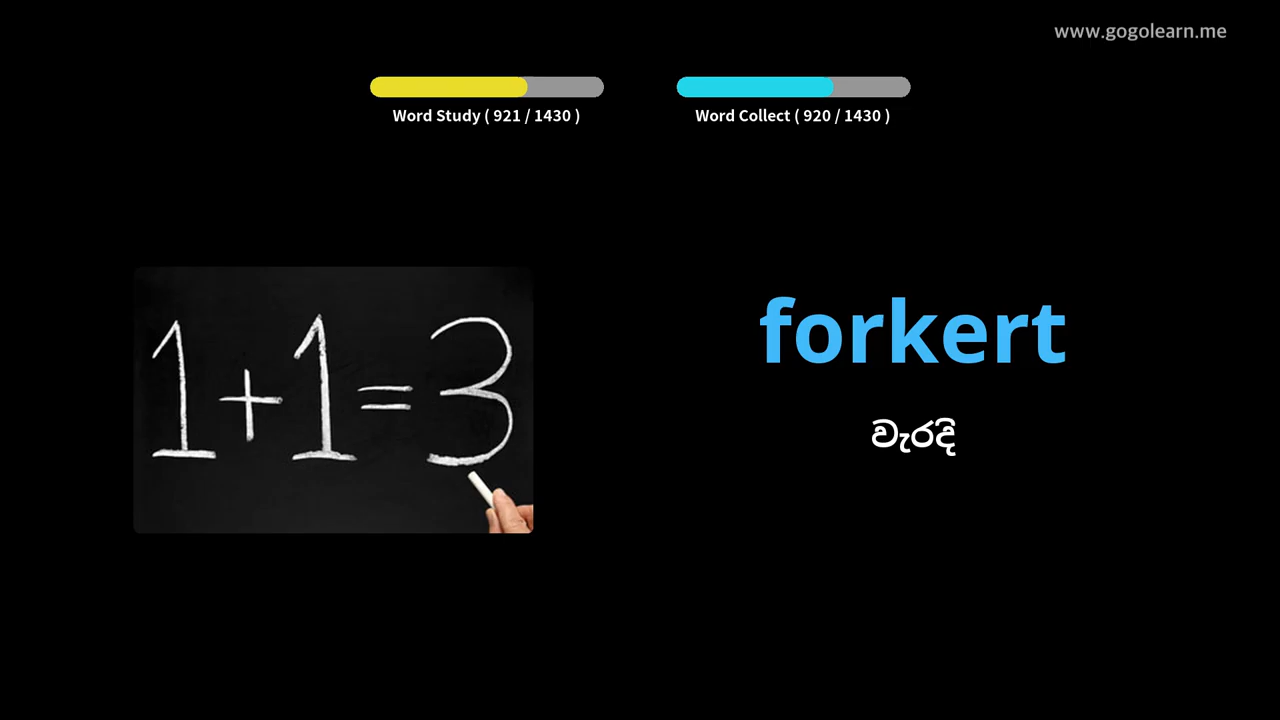 www.gogolearn.me
Word Study ( 921 / 1430 )
Word Collect ( 920 / 1430 )
1+1=3
forkert
වැරදි